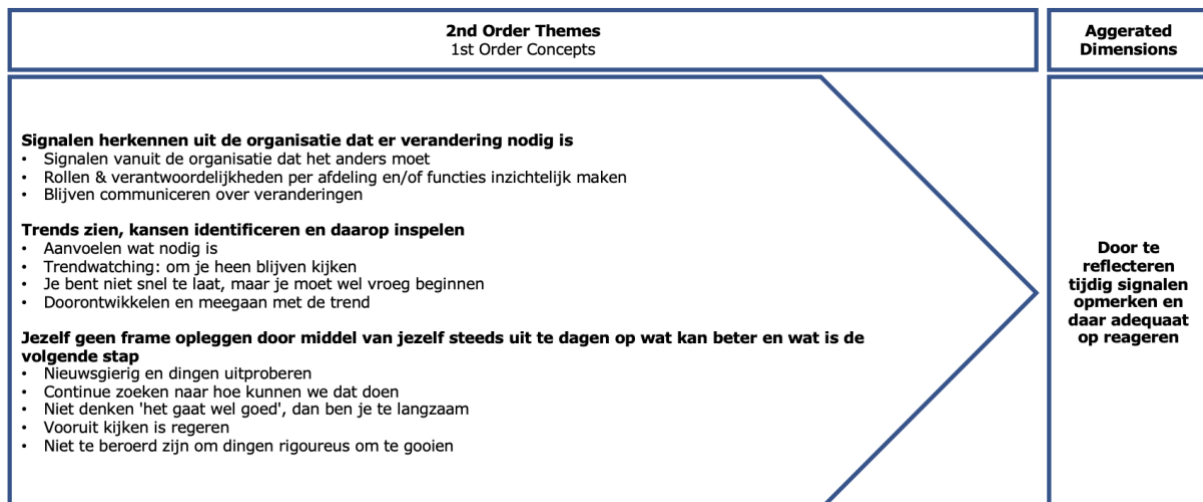 2nd Order Themes
1st Order Concepts
Aggerated
Dimensions
Signalen herkennen uit de organisatie dat er verandering nodig is
• Signalen vanuit de organisatie dat het anders moet
• Rollen & verantwoordelijkheden per afdeling en/of functies inzichtelijk maken
• Blijven communiceren over veranderingen
Trends zien, kansen identificeren en daarop inspelen
• Aanvoelen wat nodig is
• Trendwatching: om je heen blijven kijken
• Je bent niet snel te laat, maar je moet wel vroeg beginnen
• Doorontwikkelen en meegaan met de trend
Jezelf geen frame opleggen door middel van jezelf steeds uit te dagen op wat kan beter en wat is de
volgende stap
• Nieuwsgierig en dingen uitproberen
• Continue zoeken naar hoe kunnen we dat doen
• Niet denken 'het gaat wel goed', dan ben je te langzaam
• Vooruit kijken is regeren
• Niet te beroerd zijn om dingen rigoureus om te gooien
Door te
reflecteren
tijdig signalen
opmerken en
daar adequaat
op reageren